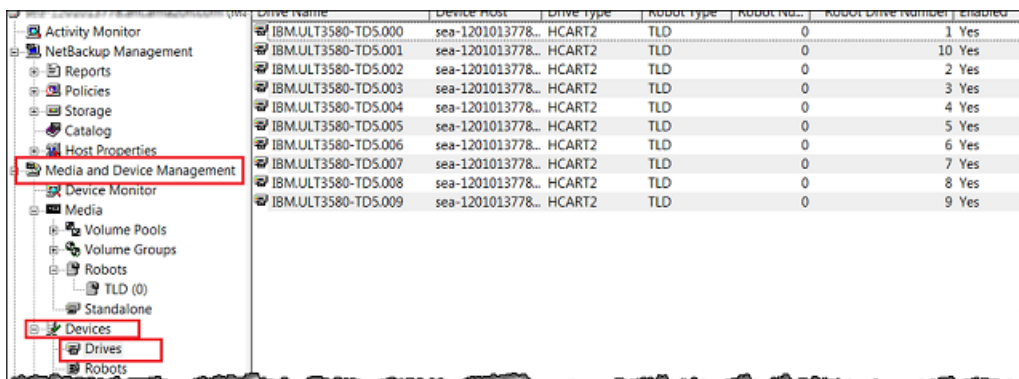 Drive Name Device Host Drive Type Robot Type Robot Nu... Robot Drive Number Enabled
Activity Monitor
NetBackup Management
Reports
Policies
Storage
Catalog
Host Properties
Media and Device Management
Device Monitor
Media
Volume Pools
Volume Groups
Robots
TLD (0)
Standalone
Devices
Drives
Robots
IBM.ULT3580-TD5.000 sea-1201013778... HCART2 TLD 0 1 Yes
IBM.ULT3580-TD5.001 sea-1201013778... HCART2 TLD 0 10 Yes
IBM.ULT3580-TD5.002 sea-1201013778... HCART2 TLD 0 2 Yes
IBM.ULT3580-TD5.003 sea-1201013778... HCART2 TLD 0 3 Yes
IBM.ULT3580-TD5.004 sea-1201013778... HCART2 TLD 0 4 Yes
IBM.ULT3580-TD5.005 sea-1201013778... HCART2 TLD 0 5 Yes
IBM.ULT3580-TD5.006 sea-1201013778... HCART2 TLD 0 6 Yes
IBM.ULT3580-TD5.007 sea-1201013778... HCART2 TLD 0 7 Yes
IBM.ULT3580-TD5.008 sea-1201013778... HCART2 TLD 0 8 Yes
IBM.ULT3580-TD5.009 sea-1201013778... HCART2 TLD 0 9 Yes